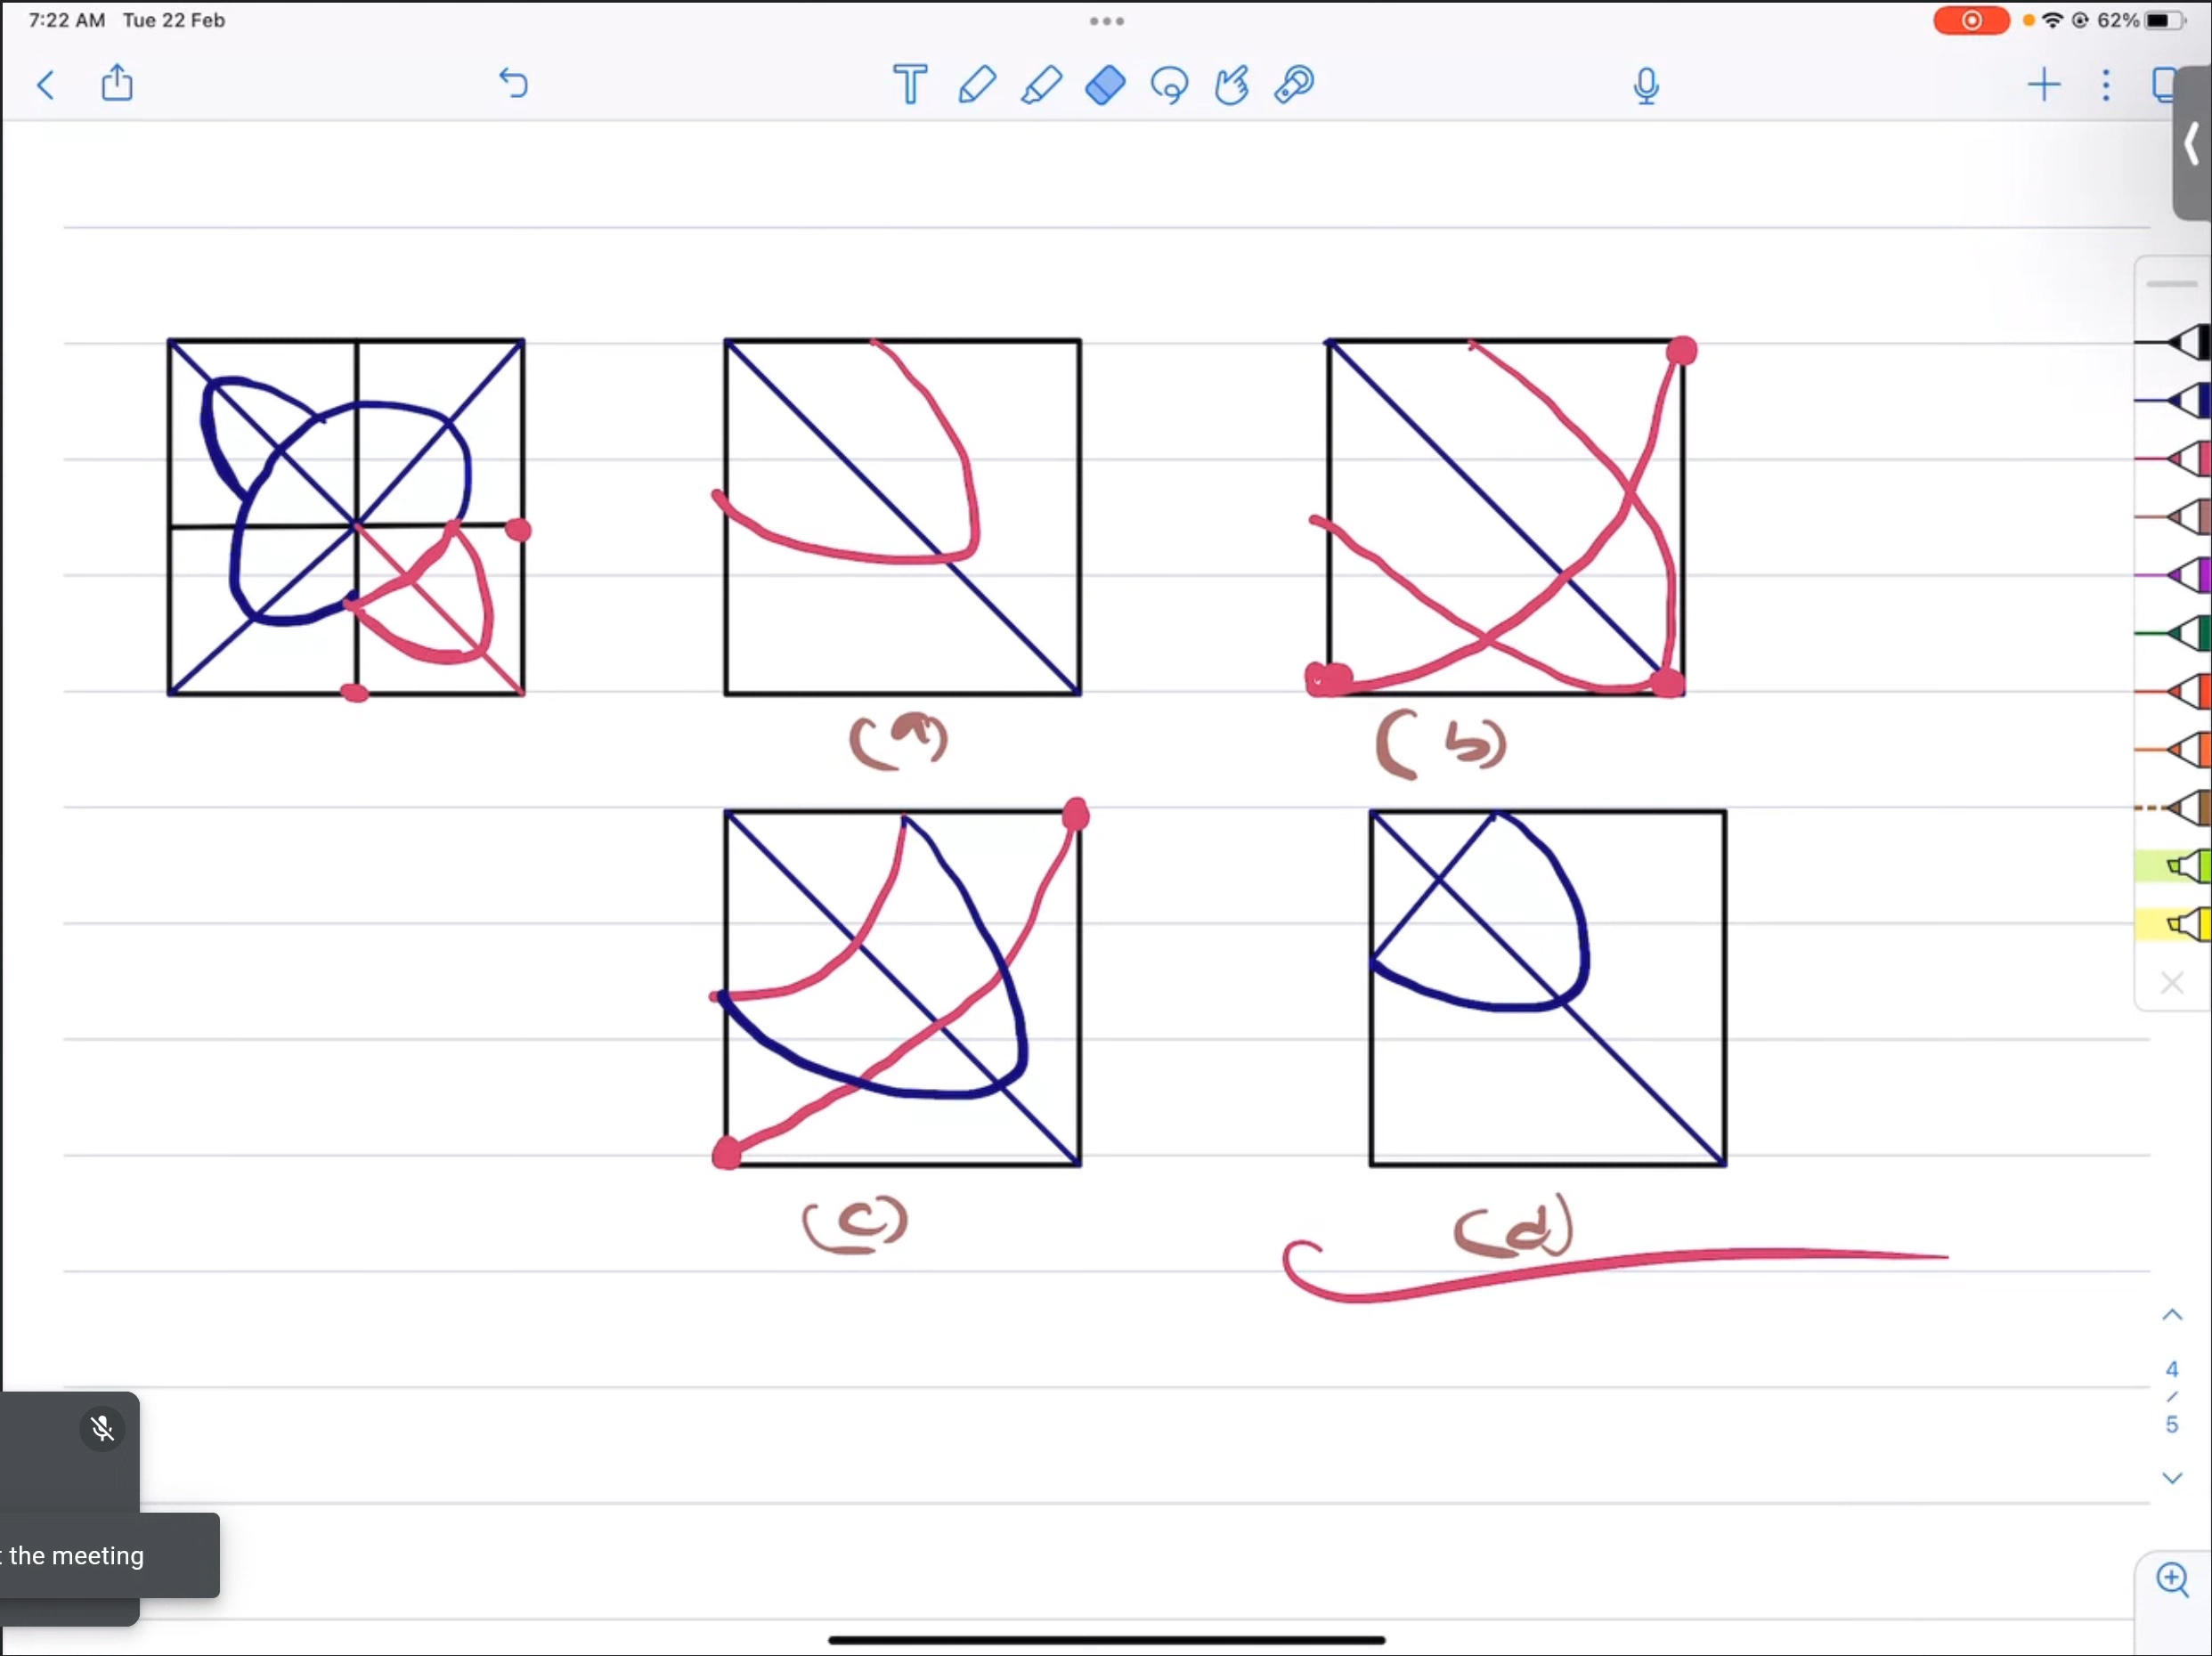 7:22 AM Tue 22 Feb
62%
(a)
(b)
(c)
(d)
4
/
5
the meeting